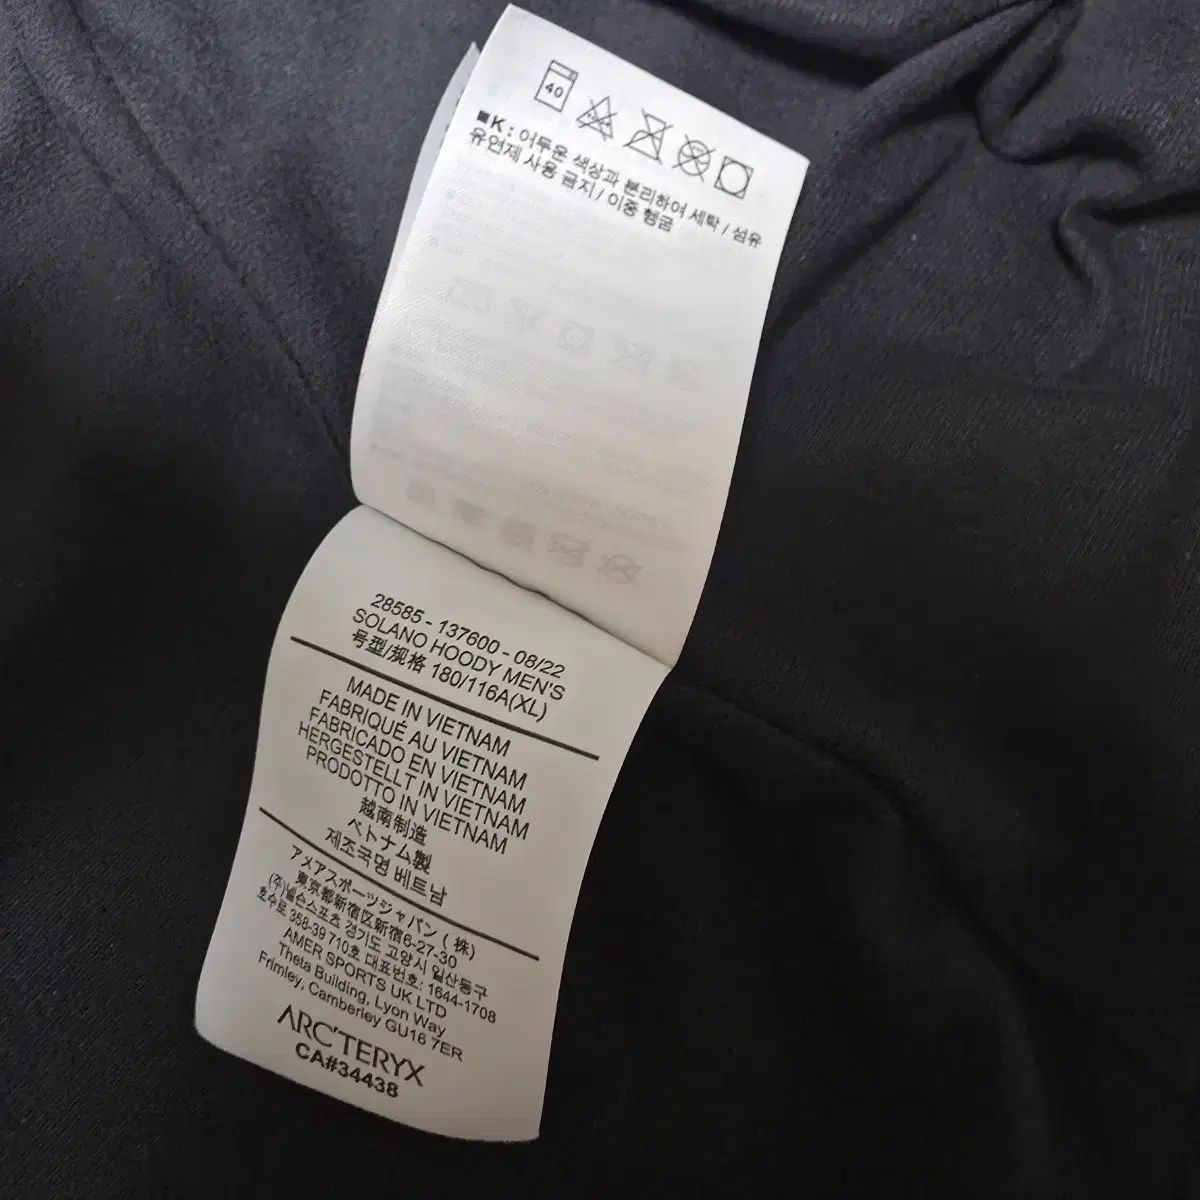 40
■K : 어두운 색상과 분리하여 세탁 / 섬유
유연제 사용 금지 / 이중 헹굼
28585 - 137600 - 08/22
SOLANO HOODY MEN'S
号型/规格 180/116A(XL)
MADE IN VIETNAM
FABRIQUÉ AU VIETNAM
FABRICADO EN VIETNAM
HERGESTELLT IN VIETNAM
PRODOTTO IN VIETNAM
越南制造
ベトナム製
제조국명 베트남
アメアスポーツジャパン ( 株)
東京都新宿区新宿6-27-30
(주)넬슨스포츠 경기도 고양시 일산동구
호수로 358-39 710호 대표번호: 1644-1708
AMER SPORTS UK LTD
Theta Building, Lyon Way
Frimley, Camberley GU16 7ER
ARC'TERYX
CA#34438